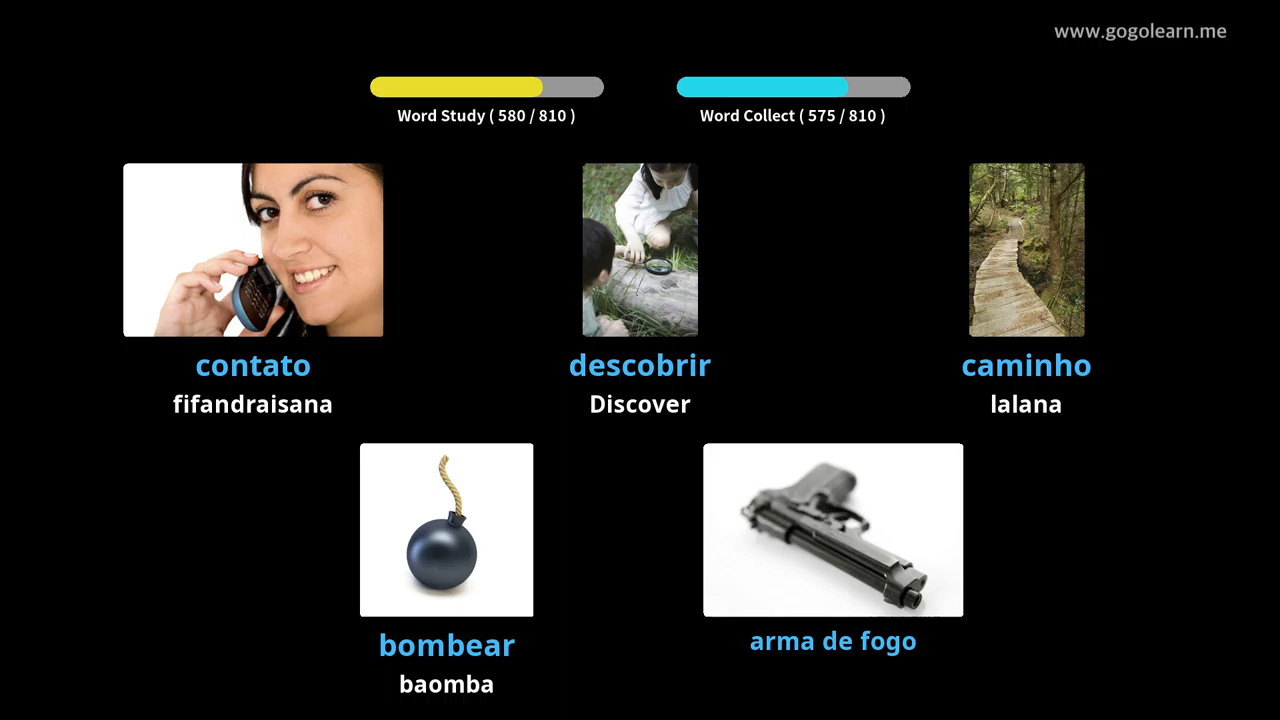 www.gogolearn.me
Word Study ( 580 / 810 )
Word Collect ( 575 / 810 )
contato
fifandraisana
descobrir
Discover
caminho
lalana
bombear
baomba
arma de fogo